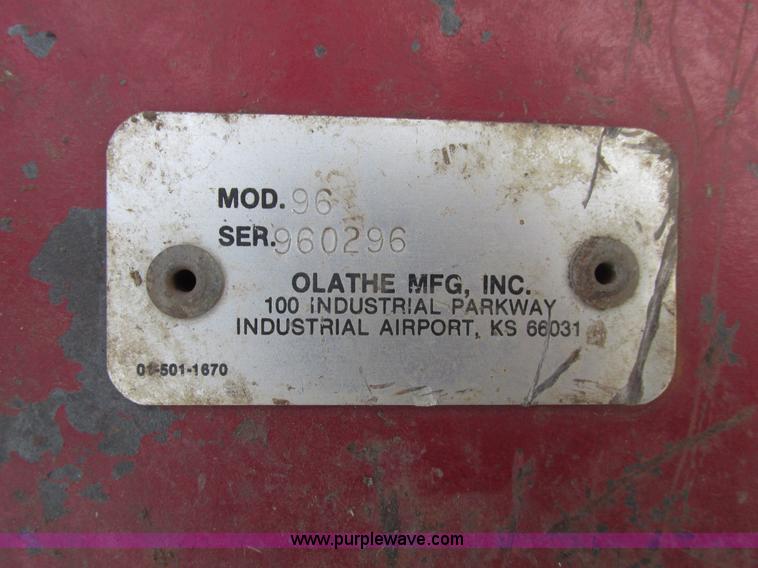 MOD. 96
SER. 960296
OLATHE MFG, INC.
100 INDUSTRIAL PARKWAY
INDUSTRIAL AIRPORT, KS 66031
01-501-1670
www.purplewave.com